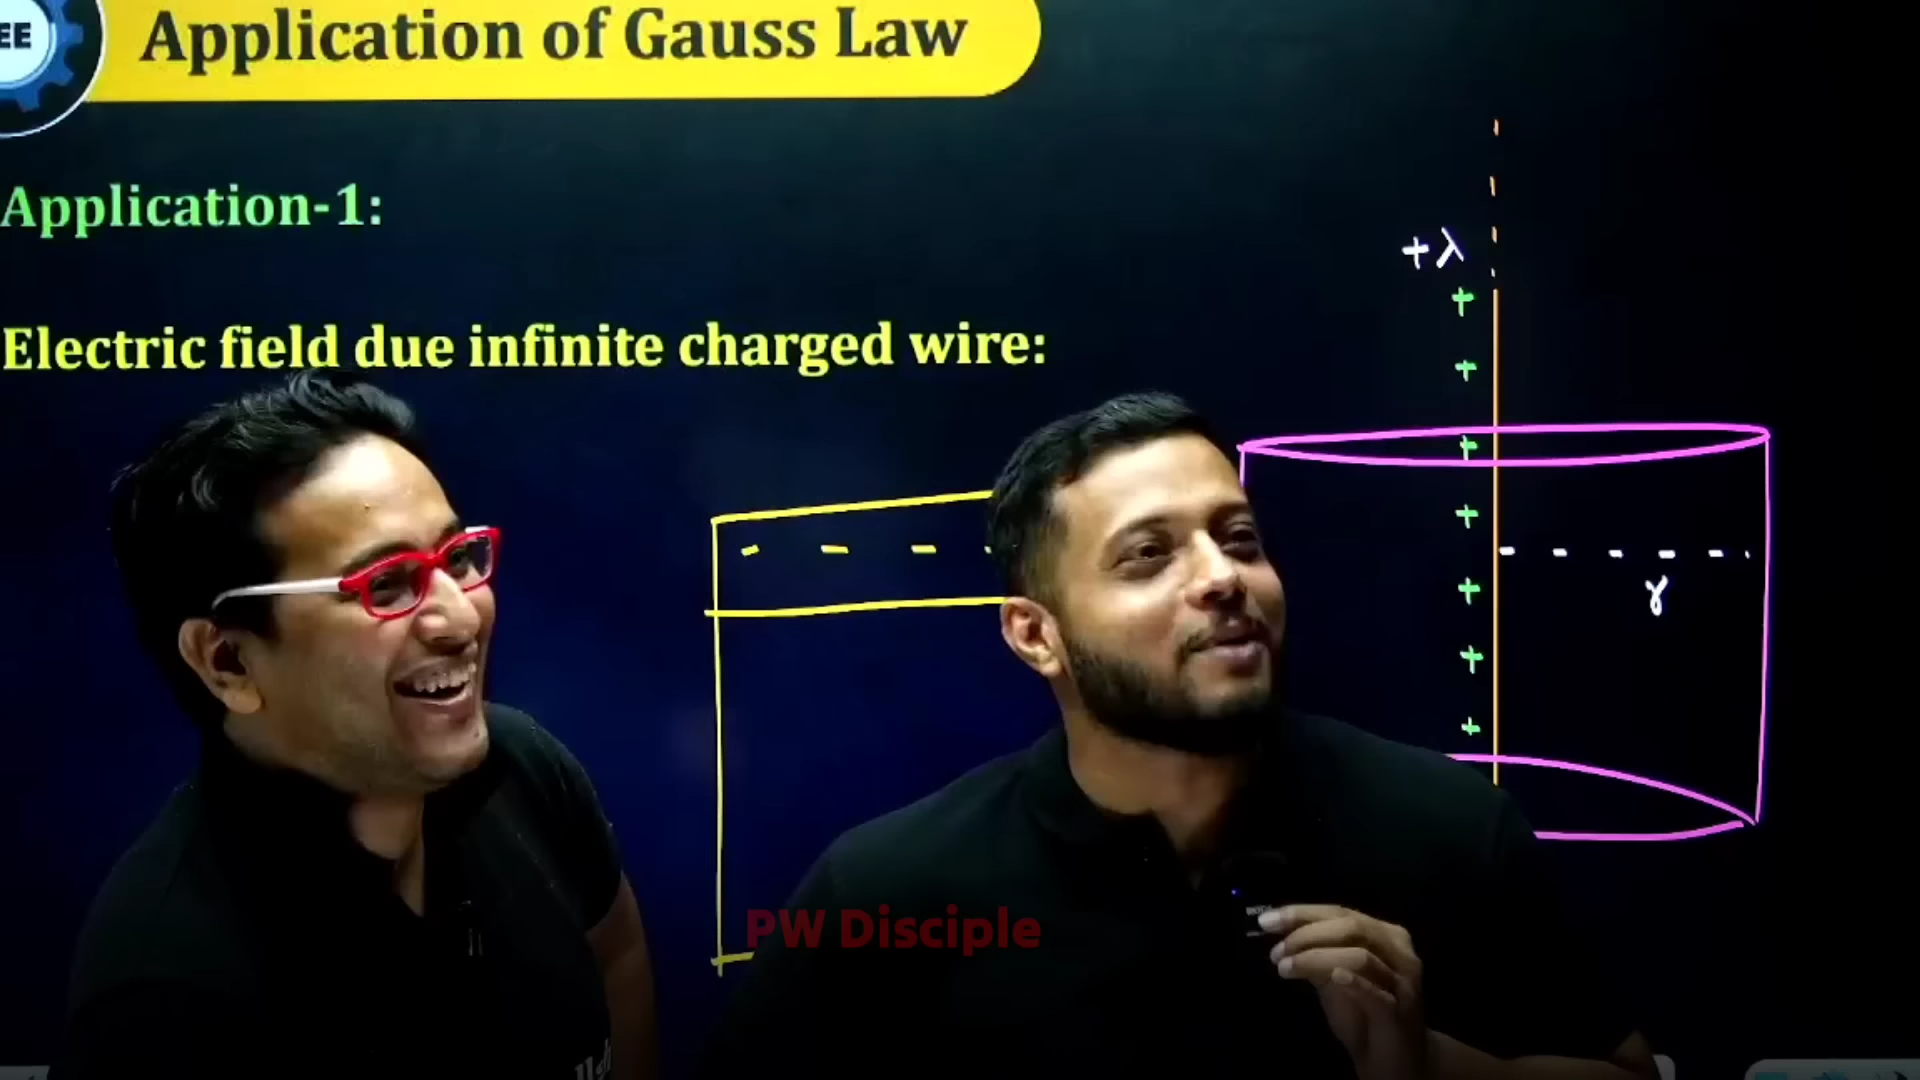 EE
Application of Gauss Law
Application-1:
+λ
Electric field due infinite charged wire:
r
PW Disciple